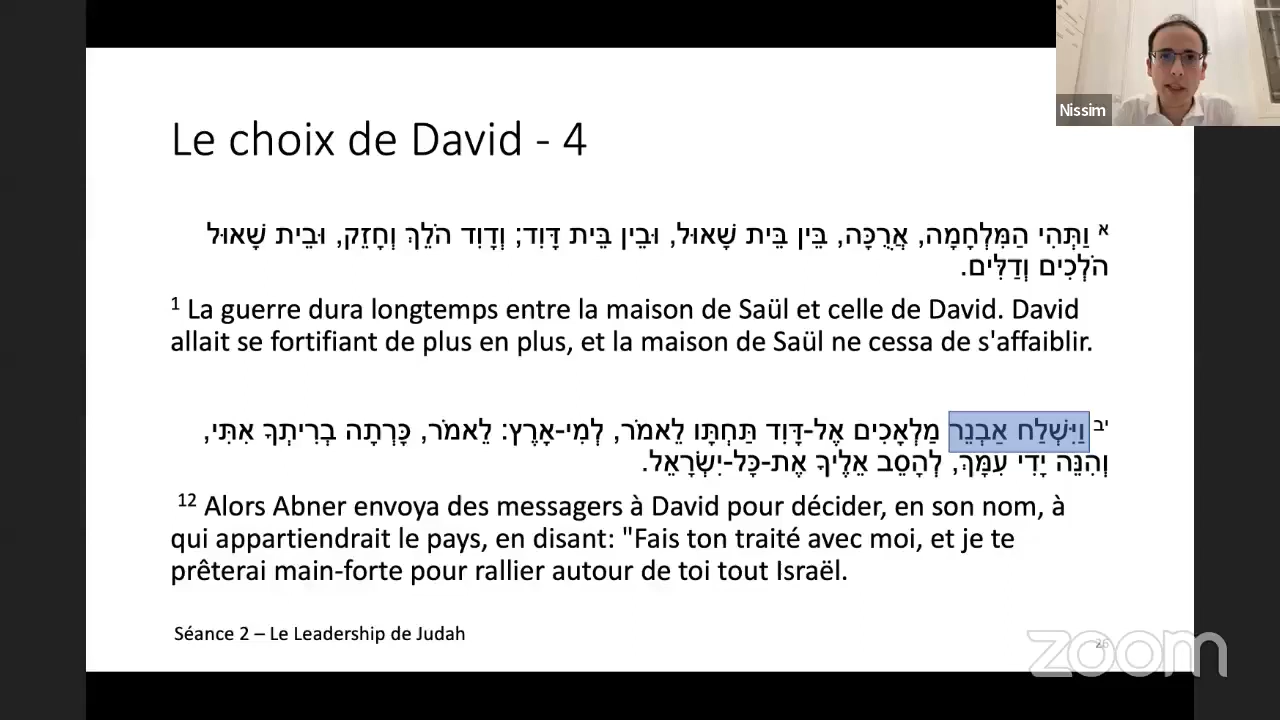 Nissim
Le choix de David - 4
א וַתְּהִי הַמִּלְחָמָה, אֲרֻכָּה, בֵּין בֵּית שָׁאוּל, וּבֵין בֵּית דָּוִד; וְדָוִד הֹלֵךְ וְחָזֵק, וּבֵית שָׁאוּל
הֹלְכִים וְדַלִּים.
1 La guerre dura longtemps entre la maison de Saül et celle de David. David
allait se fortifiant de plus en plus, et la maison de Saül ne cessa de s'affaiblir.
יב וַיִּשְׁלַח אַבְנֵר מַלְאָכִים אֶל-דָּוִד תַּחְתָּו לֵאמֹר, לְמִי-אָרֶץ: לֵאמֹר, כָּרְתָה בְרִיתְךָ אִתִּי,
וְהִנֵּה יָדִי עִמָּךְ, לְהָסֵב אֵלֶיךָ אֶת-כָּל-יִשְׂרָאֵל.
12 Alors Abner envoya des messagers à David pour décider, en son nom, à
qui appartiendrait le pays, en disant: "Fais ton traité avec moi, et je te
prêterai main-forte pour rallier autour de toi tout Israël.
Séance 2 – Le Leadership de Judah
26
zoom